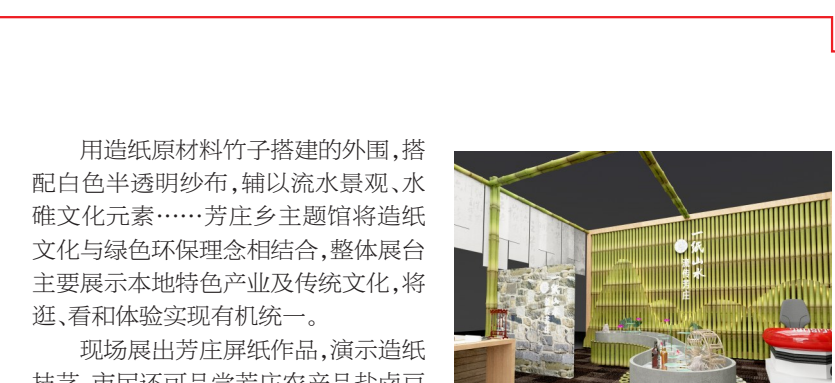 用造纸原材料竹子搭建的外围,搭
配白色半透明纱布,辅以流水景观、水
碓文化元素……芳庄乡主题馆将造纸
文化与绿色环保理念相结合,整体展台
主要展示本地特色产业及传统文化,将
逛、看和体验实现有机统一。
现场展出芳庄屏纸作品,演示造纸
技艺,市民还可品尝芳庄农产品盐卤豆
一纸山水